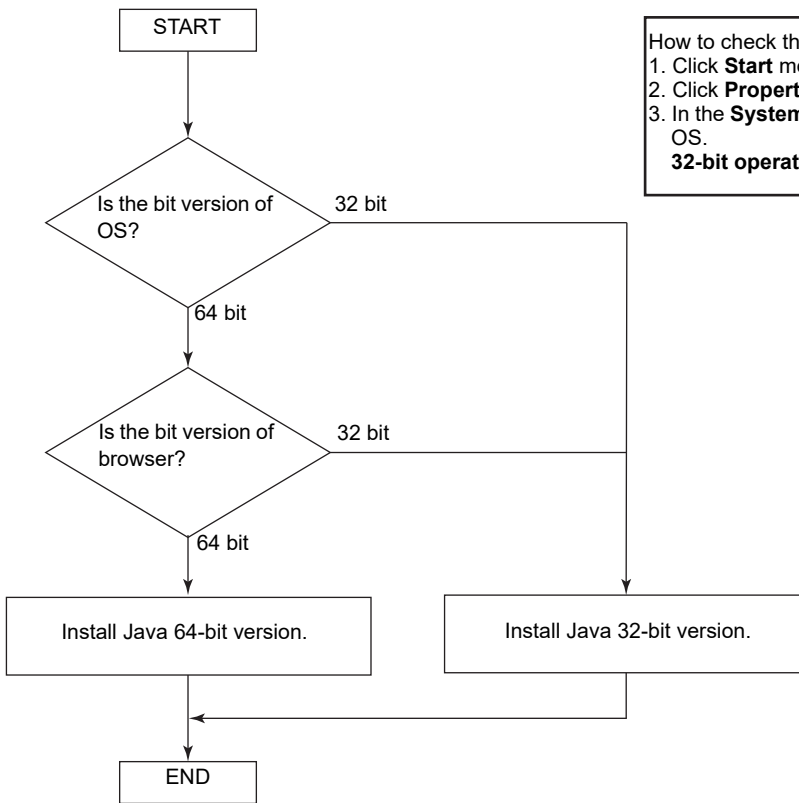 START
How to check th
1. Click Start m
2. Click Propert
3. In the System
OS.
32-bit operat
Is the bit version of
OS?
32 bit
64 bit
Is the bit version of
browser?
32 bit
64 bit
Install Java 64-bit version.
Install Java 32-bit version.
END